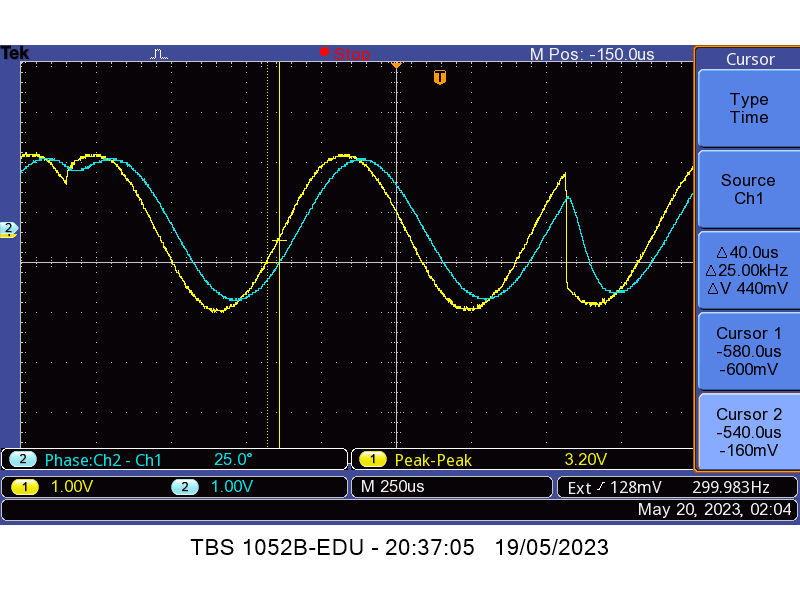 Tek
Stop
M Pos: -150.0us
T
2
Cursor
Type
Time
Source
Ch1
△40.0us
△25.00kHz
△V 440mV
Cursor 1
-580.0us
-600mV
Cursor 2
-540.0us
-160mV
2 Phase:Ch2 - Ch1 25.0°
1 Peak-Peak 3.20V
1 1.00V 2 1.00V
M 250us
Ext 128mV 299.983Hz
May 20, 2023, 02:04
TBS 1052B-EDU - 20:37:05 19/05/2023